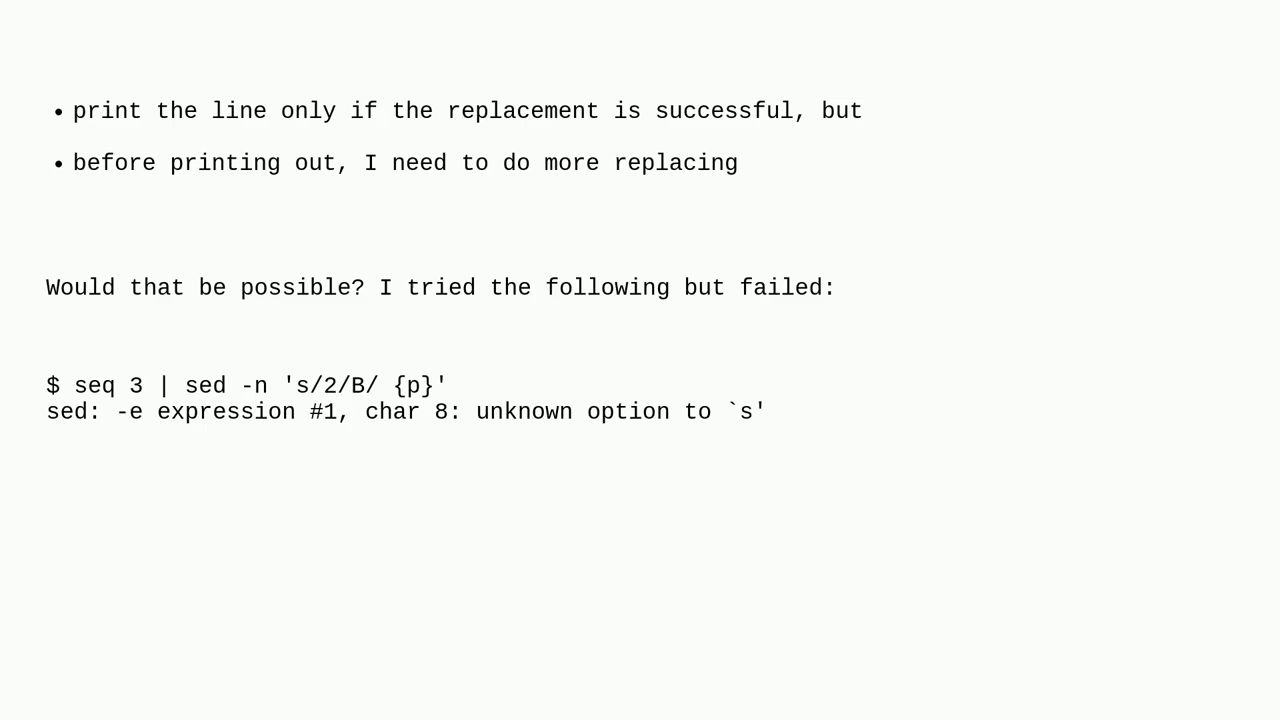 • print the line only if the replacement is successful, but
• before printing out, I need to do more replacing
Would that be possible? I tried the following but failed:
$ seq 3 | sed -n 's/2/B/ {p}'
sed: -e expression #1, char 8: unknown option to `s'